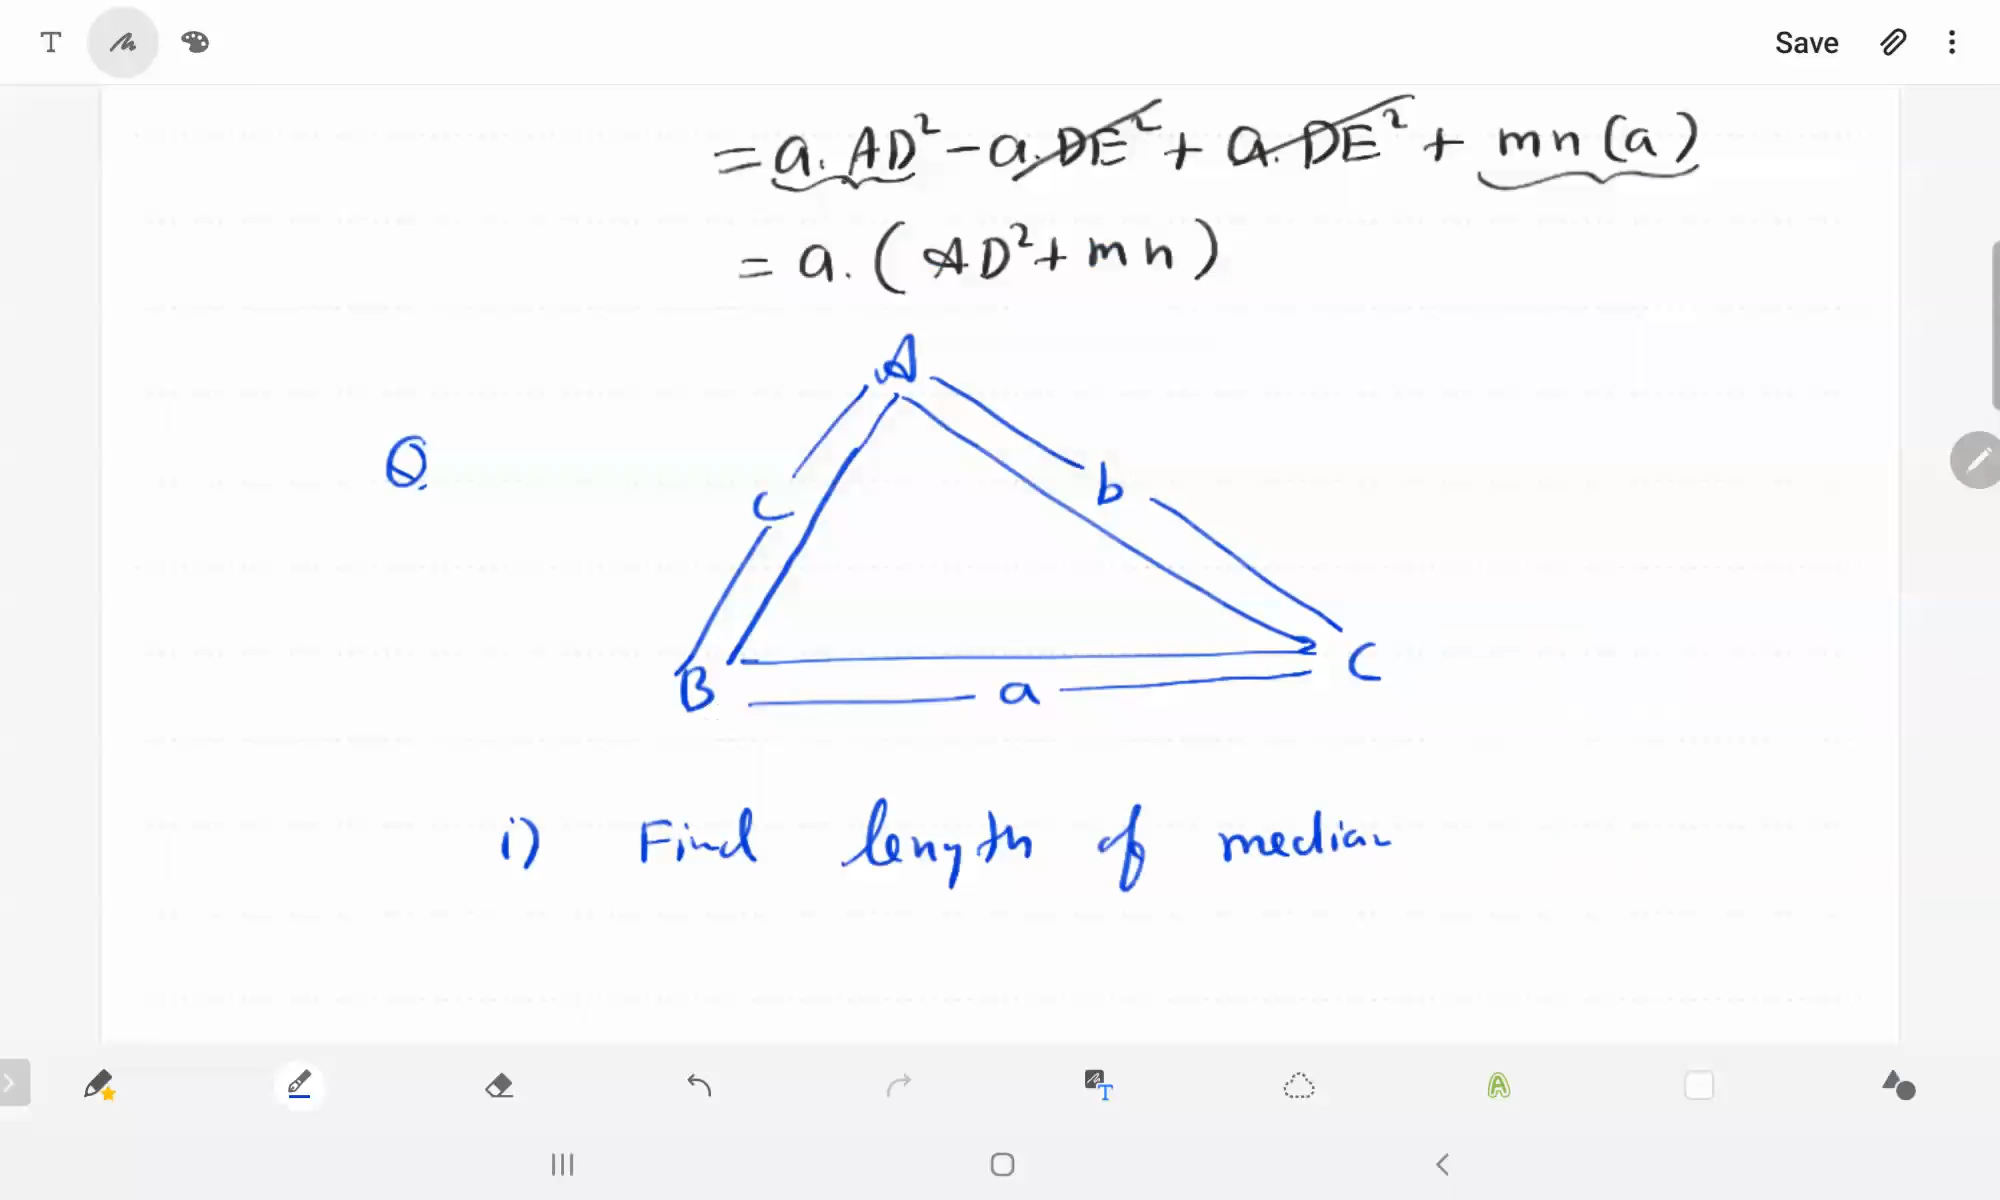 Save
= a. AD² - a. DE² + a. DE² + mn(a)
= a. (AD² + mn)
A
Q.
c
b
B
a
C
i) Find length of median